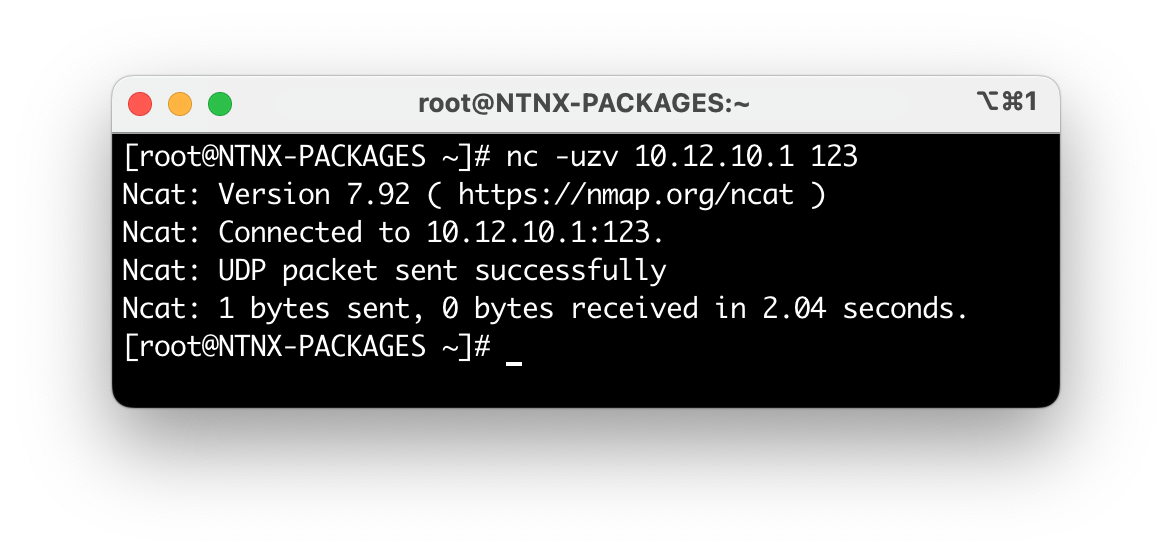 root@NTNX-PACKAGES:~ ⌥⌘1
[root@NTNX-PACKAGES ~]# nc -uzv 10.12.10.1 123
Ncat: Version 7.92 ( https://nmap.org/ncat )
Ncat: Connected to 10.12.10.1:123.
Ncat: UDP packet sent successfully
Ncat: 1 bytes sent, 0 bytes received in 2.04 seconds.
[root@NTNX-PACKAGES ~]# _